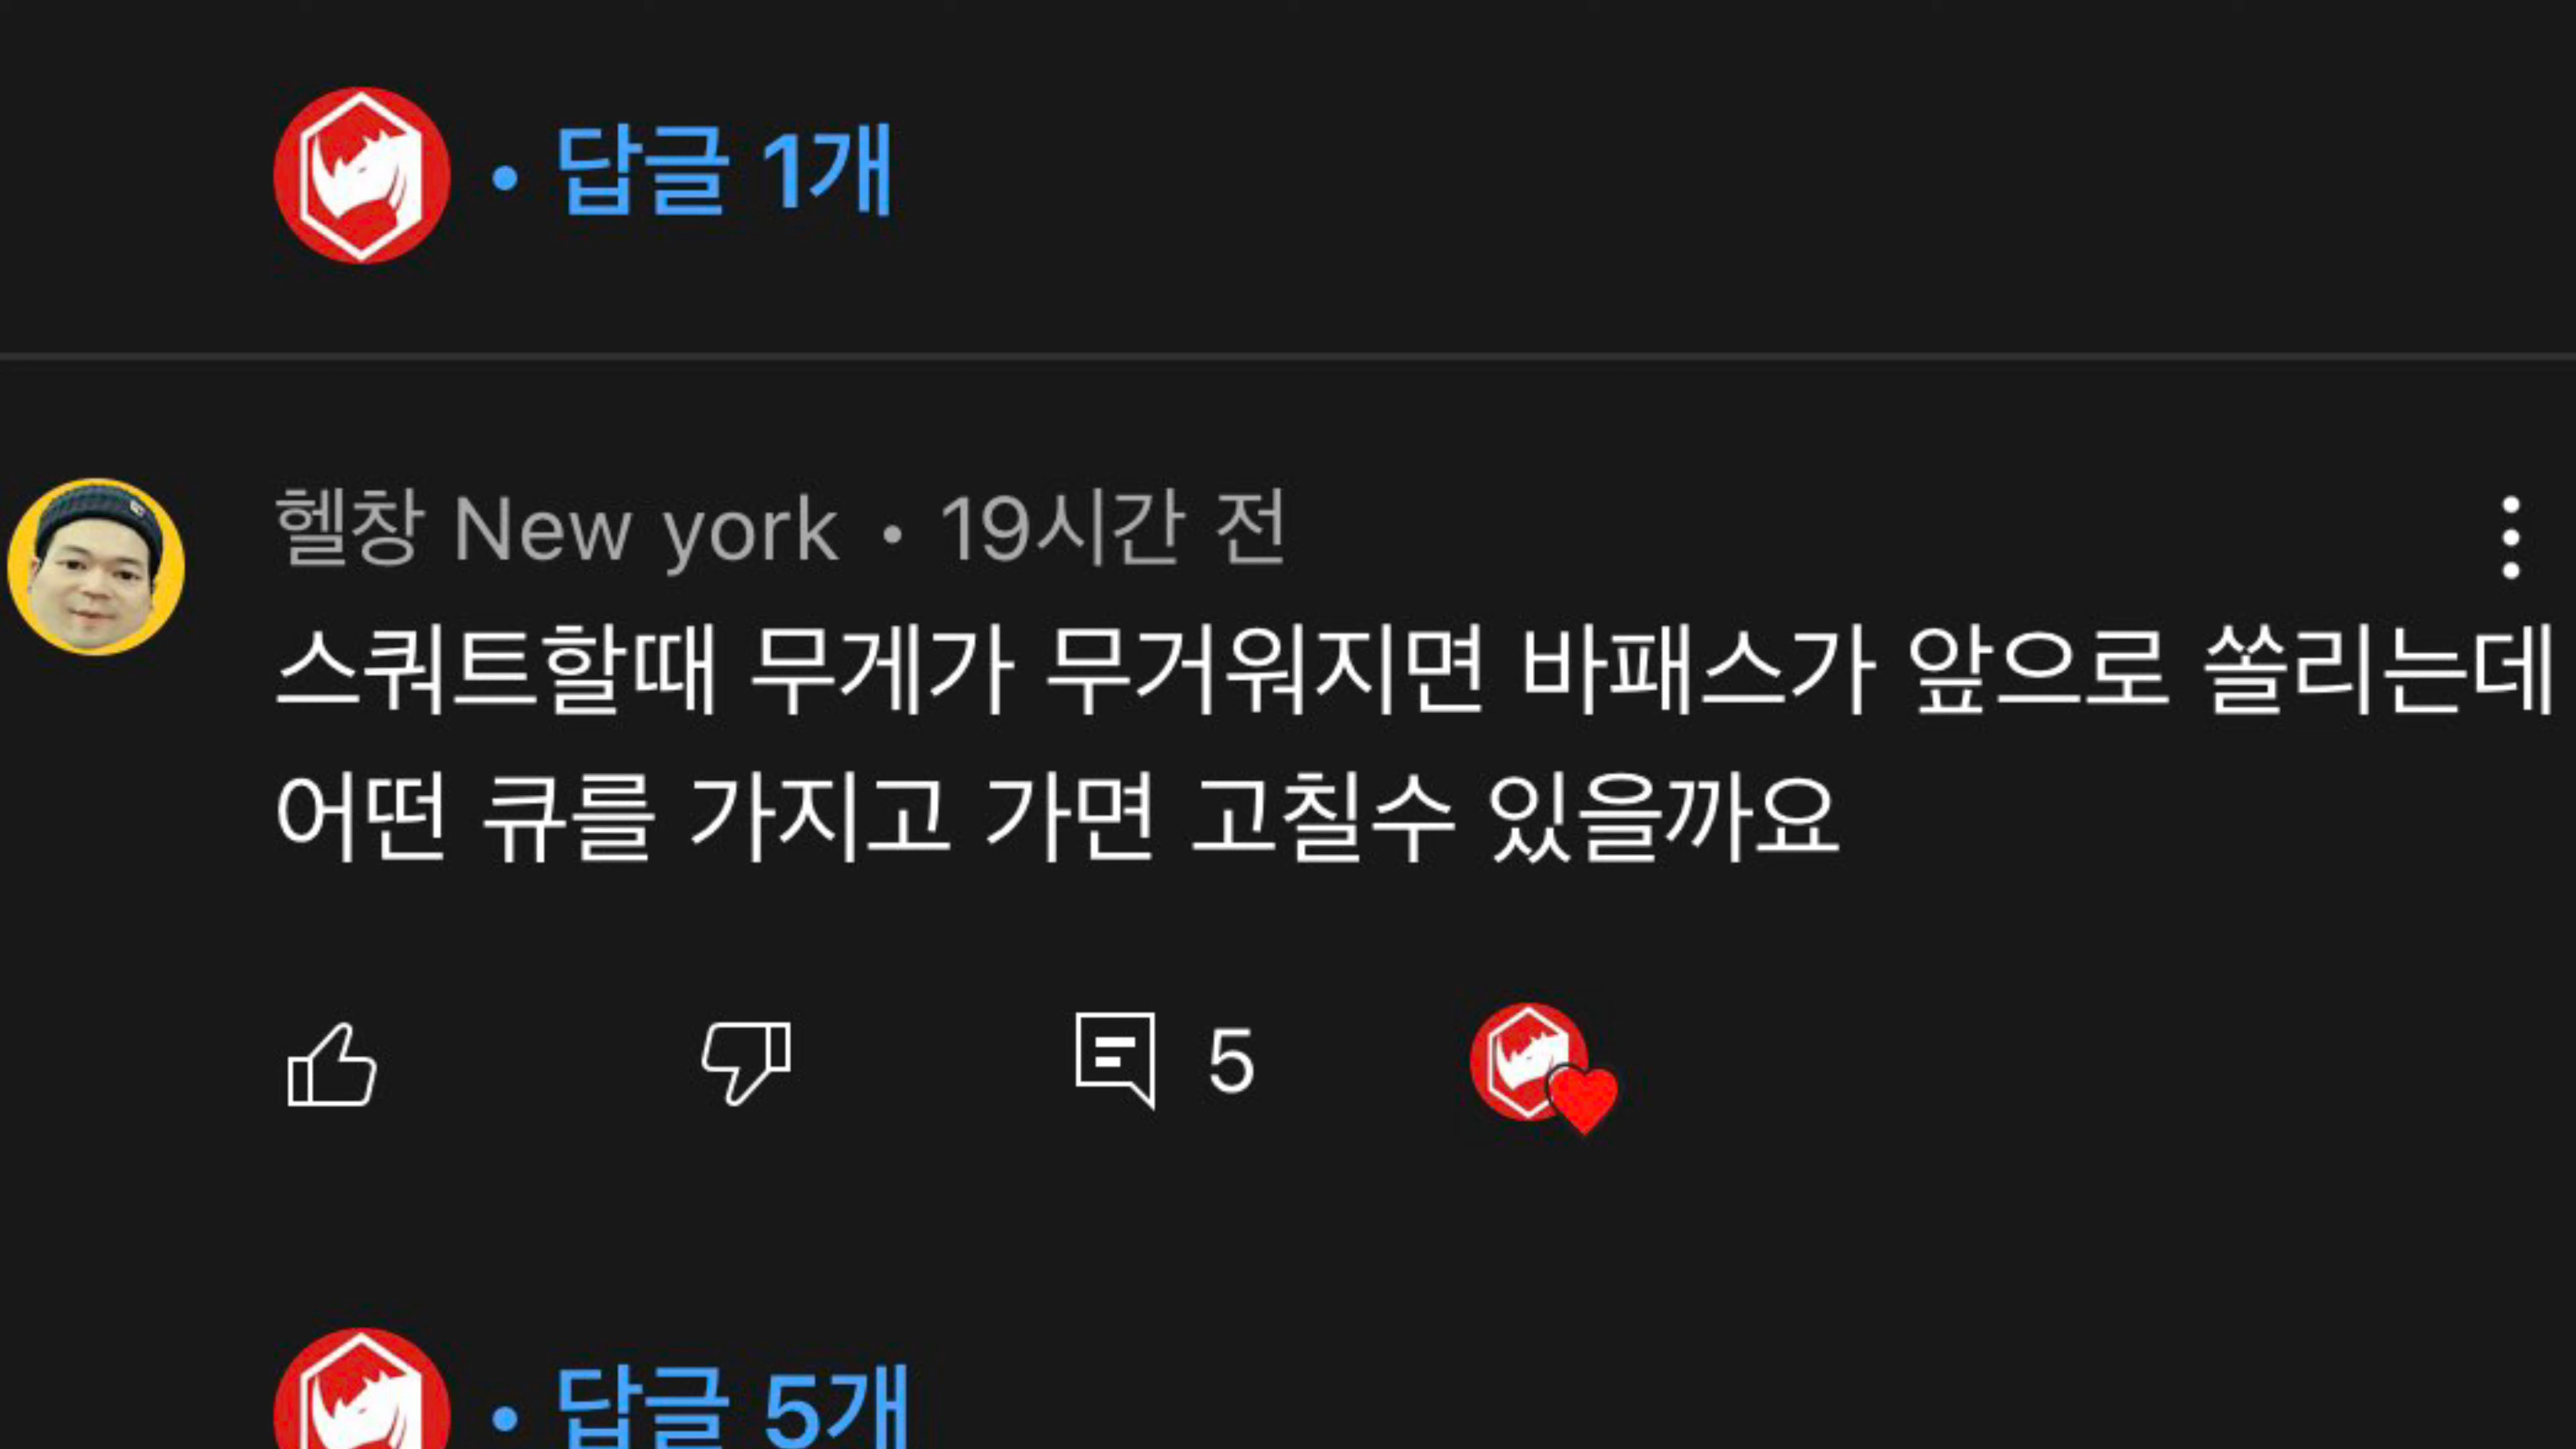 • 답글 1개
헬창 New york • 19시간 전
스쿼트할때 무게가 무거워지면 바패스가 앞으로 쏠리는데
어떤 큐를 가지고 가면 고칠수 있을까요
5
• 답글 5개